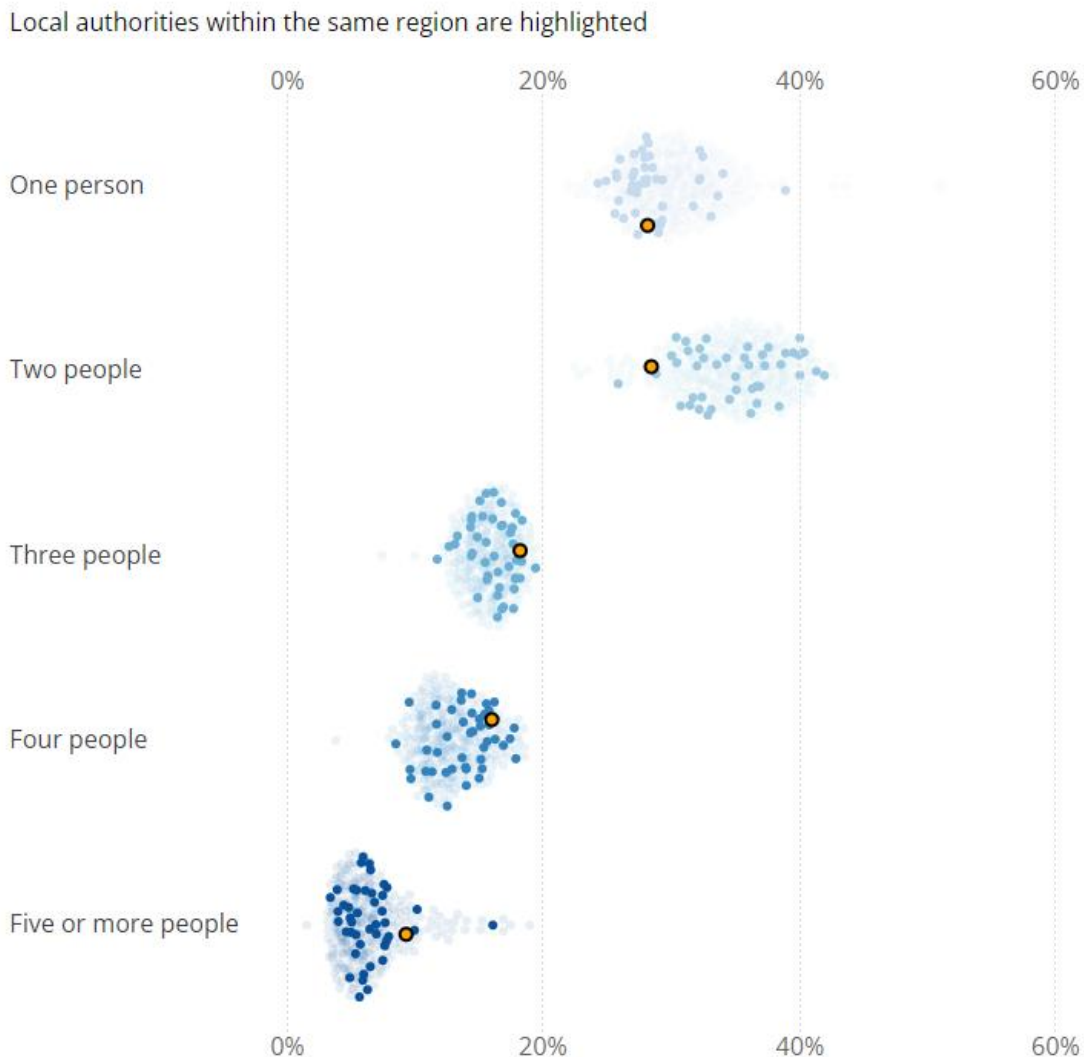 Local authorities within the same region are highlighted
0% 20% 40% 60%
One person
Two people
Three people
Four people
Five or more people
0% 20% 40% 60%